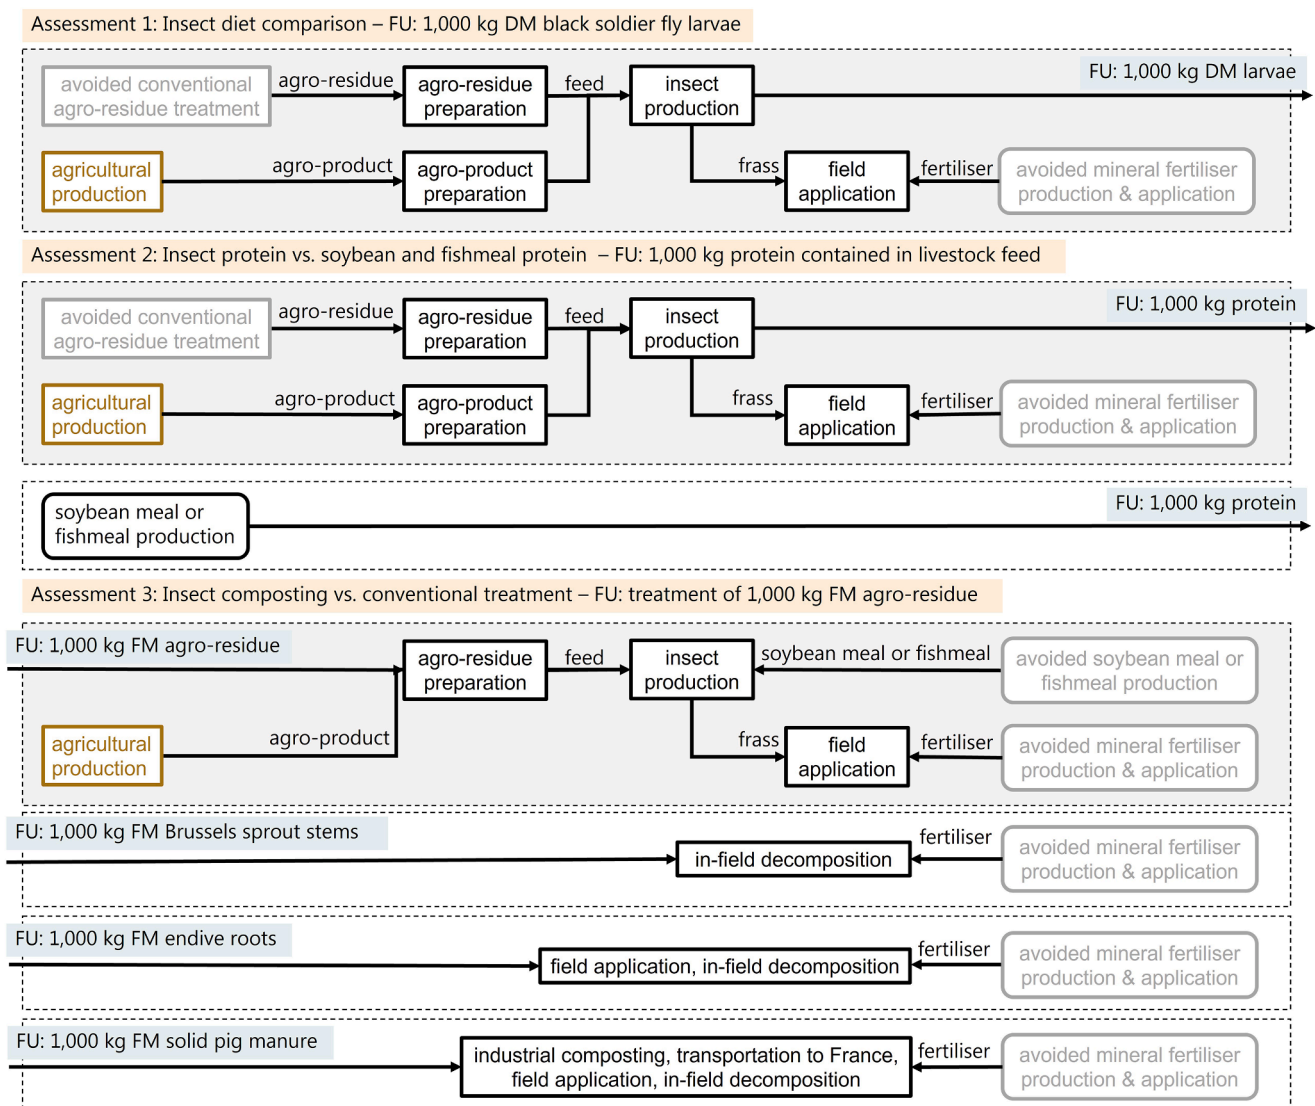 Assessment 1: Insect diet comparison – FU: 1,000 kg DM black soldier fly larvae
FU: 1,000 kg DM larvae
avoided conventional
agro-residue treatment
agro-residue
agro-residue
preparation
feed
insect
production
agricultural
production
agro-product
agro-product
preparation
frass
field
application
fertiliser
avoided mineral fertiliser
production & application
Assessment 2: Insect protein vs. soybean and fishmeal protein – FU: 1,000 kg protein contained in livestock feed
FU: 1,000 kg protein
avoided conventional
agro-residue treatment
agro-residue
agro-residue
preparation
feed
insect
production
agricultural
production
agro-product
agro-product
preparation
frass
field
application
fertiliser
avoided mineral fertiliser
production & application
soybean meal or
fishmeal production
FU: 1,000 kg protein
Assessment 3: Insect composting vs. conventional treatment – FU: treatment of 1,000 kg FM agro-residue
FU: 1,000 kg FM agro-residue
agro-residue
preparation
feed
insect
production
soybean meal or fishmeal
avoided soybean meal or
fishmeal production
agricultural
production
agro-product
frass
field
application
fertiliser
avoided mineral fertiliser
production & application
FU: 1,000 kg FM Brussels sprout stems
in-field decomposition
fertiliser
avoided mineral fertiliser
production & application
FU: 1,000 kg FM endive roots
field application, in-field decomposition
fertiliser
avoided mineral fertiliser
production & application
FU: 1,000 kg FM solid pig manure
industrial composting, transportation to France,
field application, in-field decomposition
fertiliser
avoided mineral fertiliser
production & application